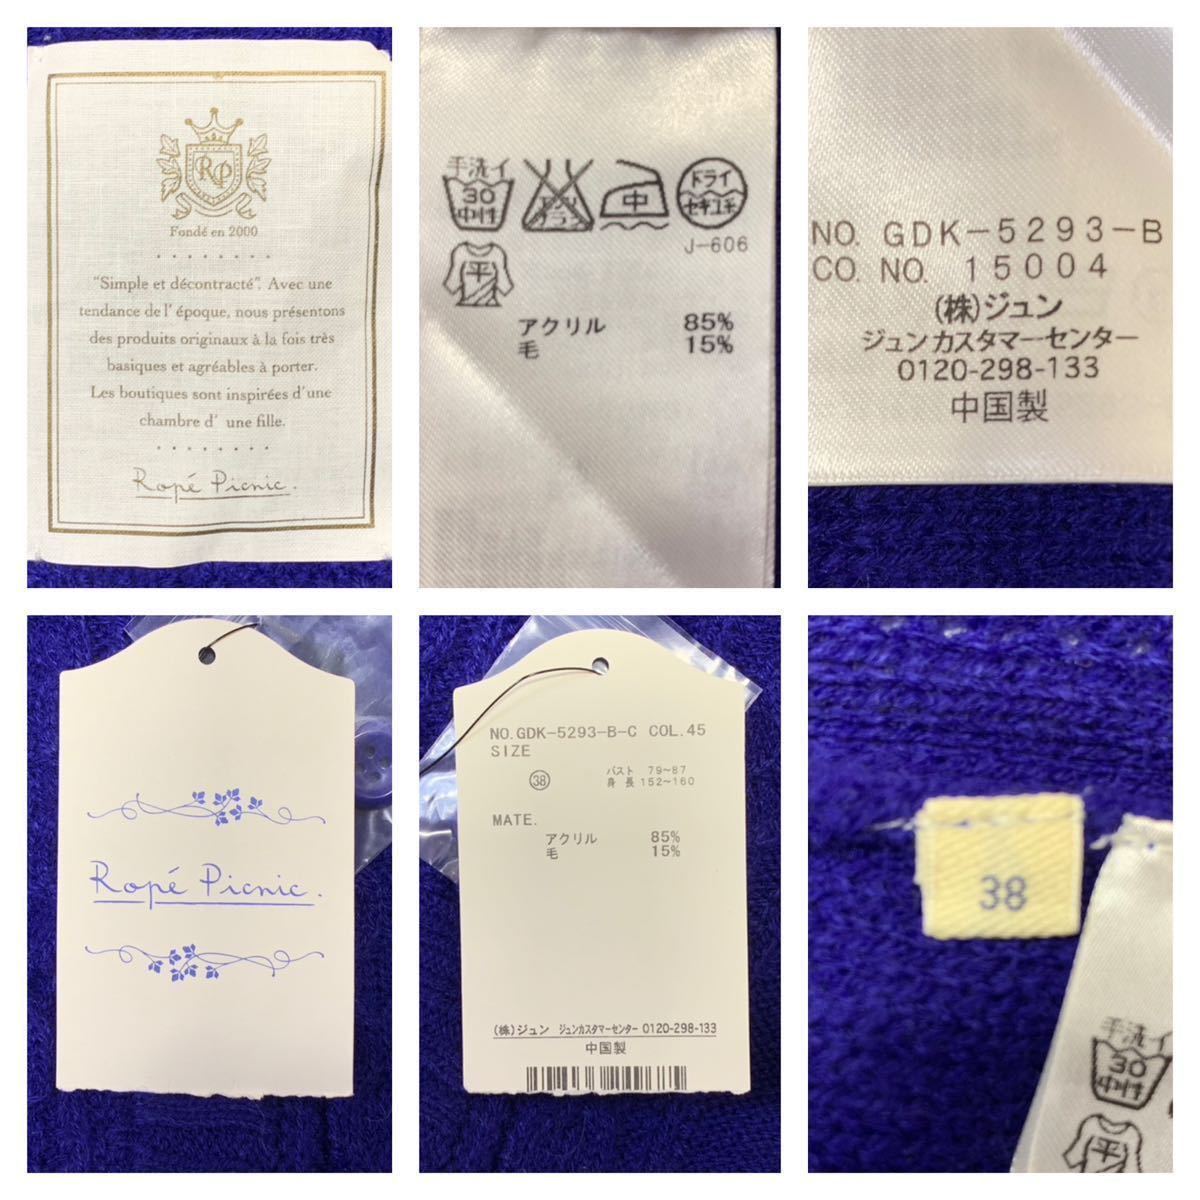 RP
Fondé en 2000
"Simple et décontracté". Avec une
tendance de l' époque, nous présentons
des produits originaux à la fois très
basiques et agréables à porter.
Les boutiques sont inspirées d'une
chambre d' une fille.
Ropé Picnic.
手洗イ
30
中性
エンソサラシ
中
ドライ
セキユキ
J-606
平
アクリル 85%
毛 15%
NO. GDK-5293-B
CO. NO. 15004
(株)ジュン
ジュンカスタマーセンター
0120-298-133
中国製
Ropé Picnic.
NO.GDK-5293-B-C COL.45
SIZE
38 バスト 79~87
身長 152~160
MATE.
アクリル 85%
毛 15%
(株)ジュン ジュンカスタマーセンター 0120-298-133
中国製
38
手洗イ
30
中性
平